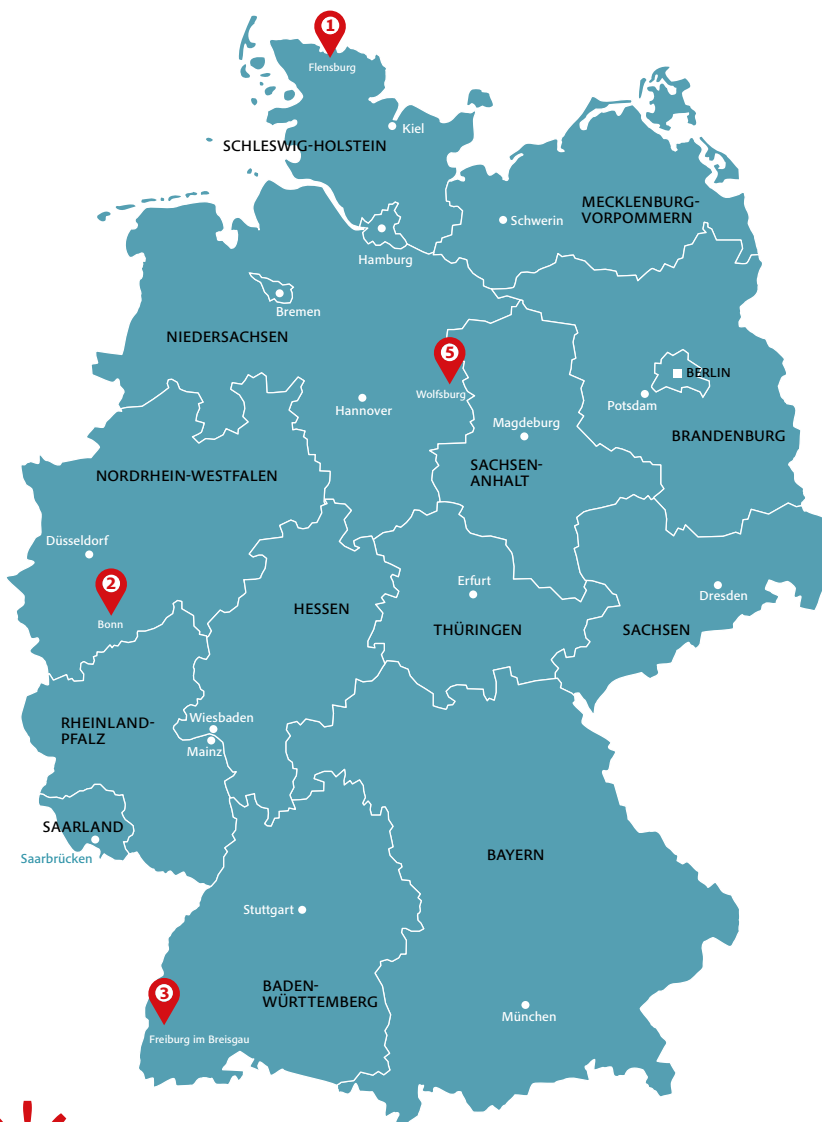 1
Flensburg
Kiel
SCHLESWIG-HOLSTEIN
MECKLENBURG-
VORPOMMERN
Schwerin
Hamburg
Bremen
NIEDERSACHSEN
5
Wolfsburg
Hannover
BERLIN
Potsdam
Magdeburg
BRANDENBURG
SACHSEN-
ANHALT
NORDRHEIN-WESTFALEN
Düsseldorf
2
Bonn
HESSEN
Erfurt
THÜRINGEN
Dresden
SACHSEN
RHEINLAND-
PFALZ
Wiesbaden
Mainz
SAARLAND
Saarbrücken
BAYERN
Stuttgart
3
Freiburg im Breisgau
BADEN-
WÜRTTEMBERG
München